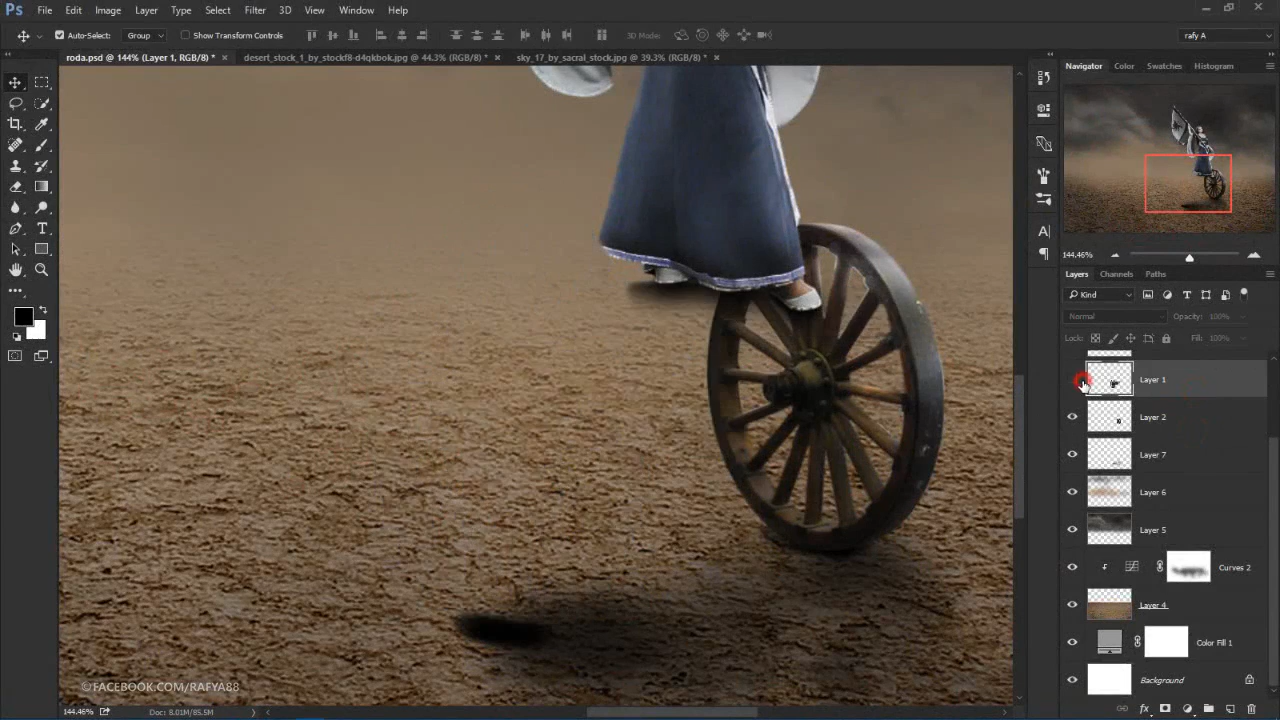 Ps File Edit Image Layer Type Select Filter 3D View Window Help
Auto-Select: Group Show Transform Controls 3D Mode: rafy A
roda.psd @ 144% (Layer 1, RGB/8) * × desert_stock_1_by_stockf8-d4qkbok.jpg @ 44.3% (RGB/8) * × sky_17_by_sacral_stock.jpg @ 39.3% (RGB/8) * ×
Navigator Color Swatches Histogram
144.46%
Layers Channels Paths
Kind
Normal Opacity: 100%
Lock: Fill: 100%
Layer 1
Layer 2
Layer 7
Layer 6
Layer 5
Curves 2
Layer 4
Color Fill 1
Background
©FACEBOOK.COM/RAFYA88
144.46% Doc: 8.01M/85.5M